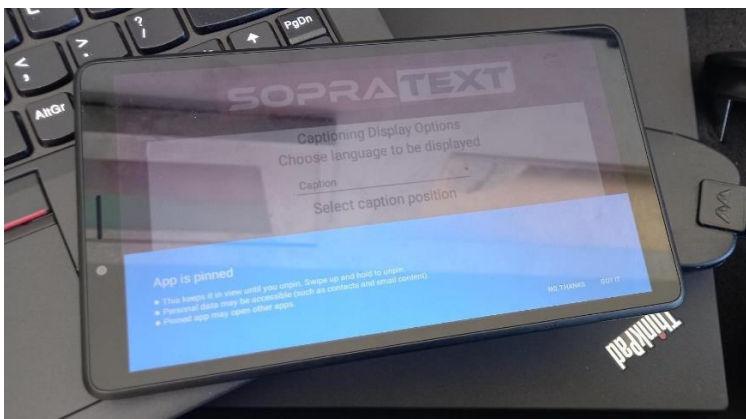 ?
/
>
.
<
,
PgDn
AltGr
SOPRATEXT
Captioning Display Options
Choose language to be displayed
Caption
Select caption position
App is pinned
• This keeps it in view until you unpin. Swipe up and hold to unpin.
• Personal data may be accessible (such as contacts and email content).
• Pinned app may open other apps.
NO THANKS GOT IT
ThinkPad